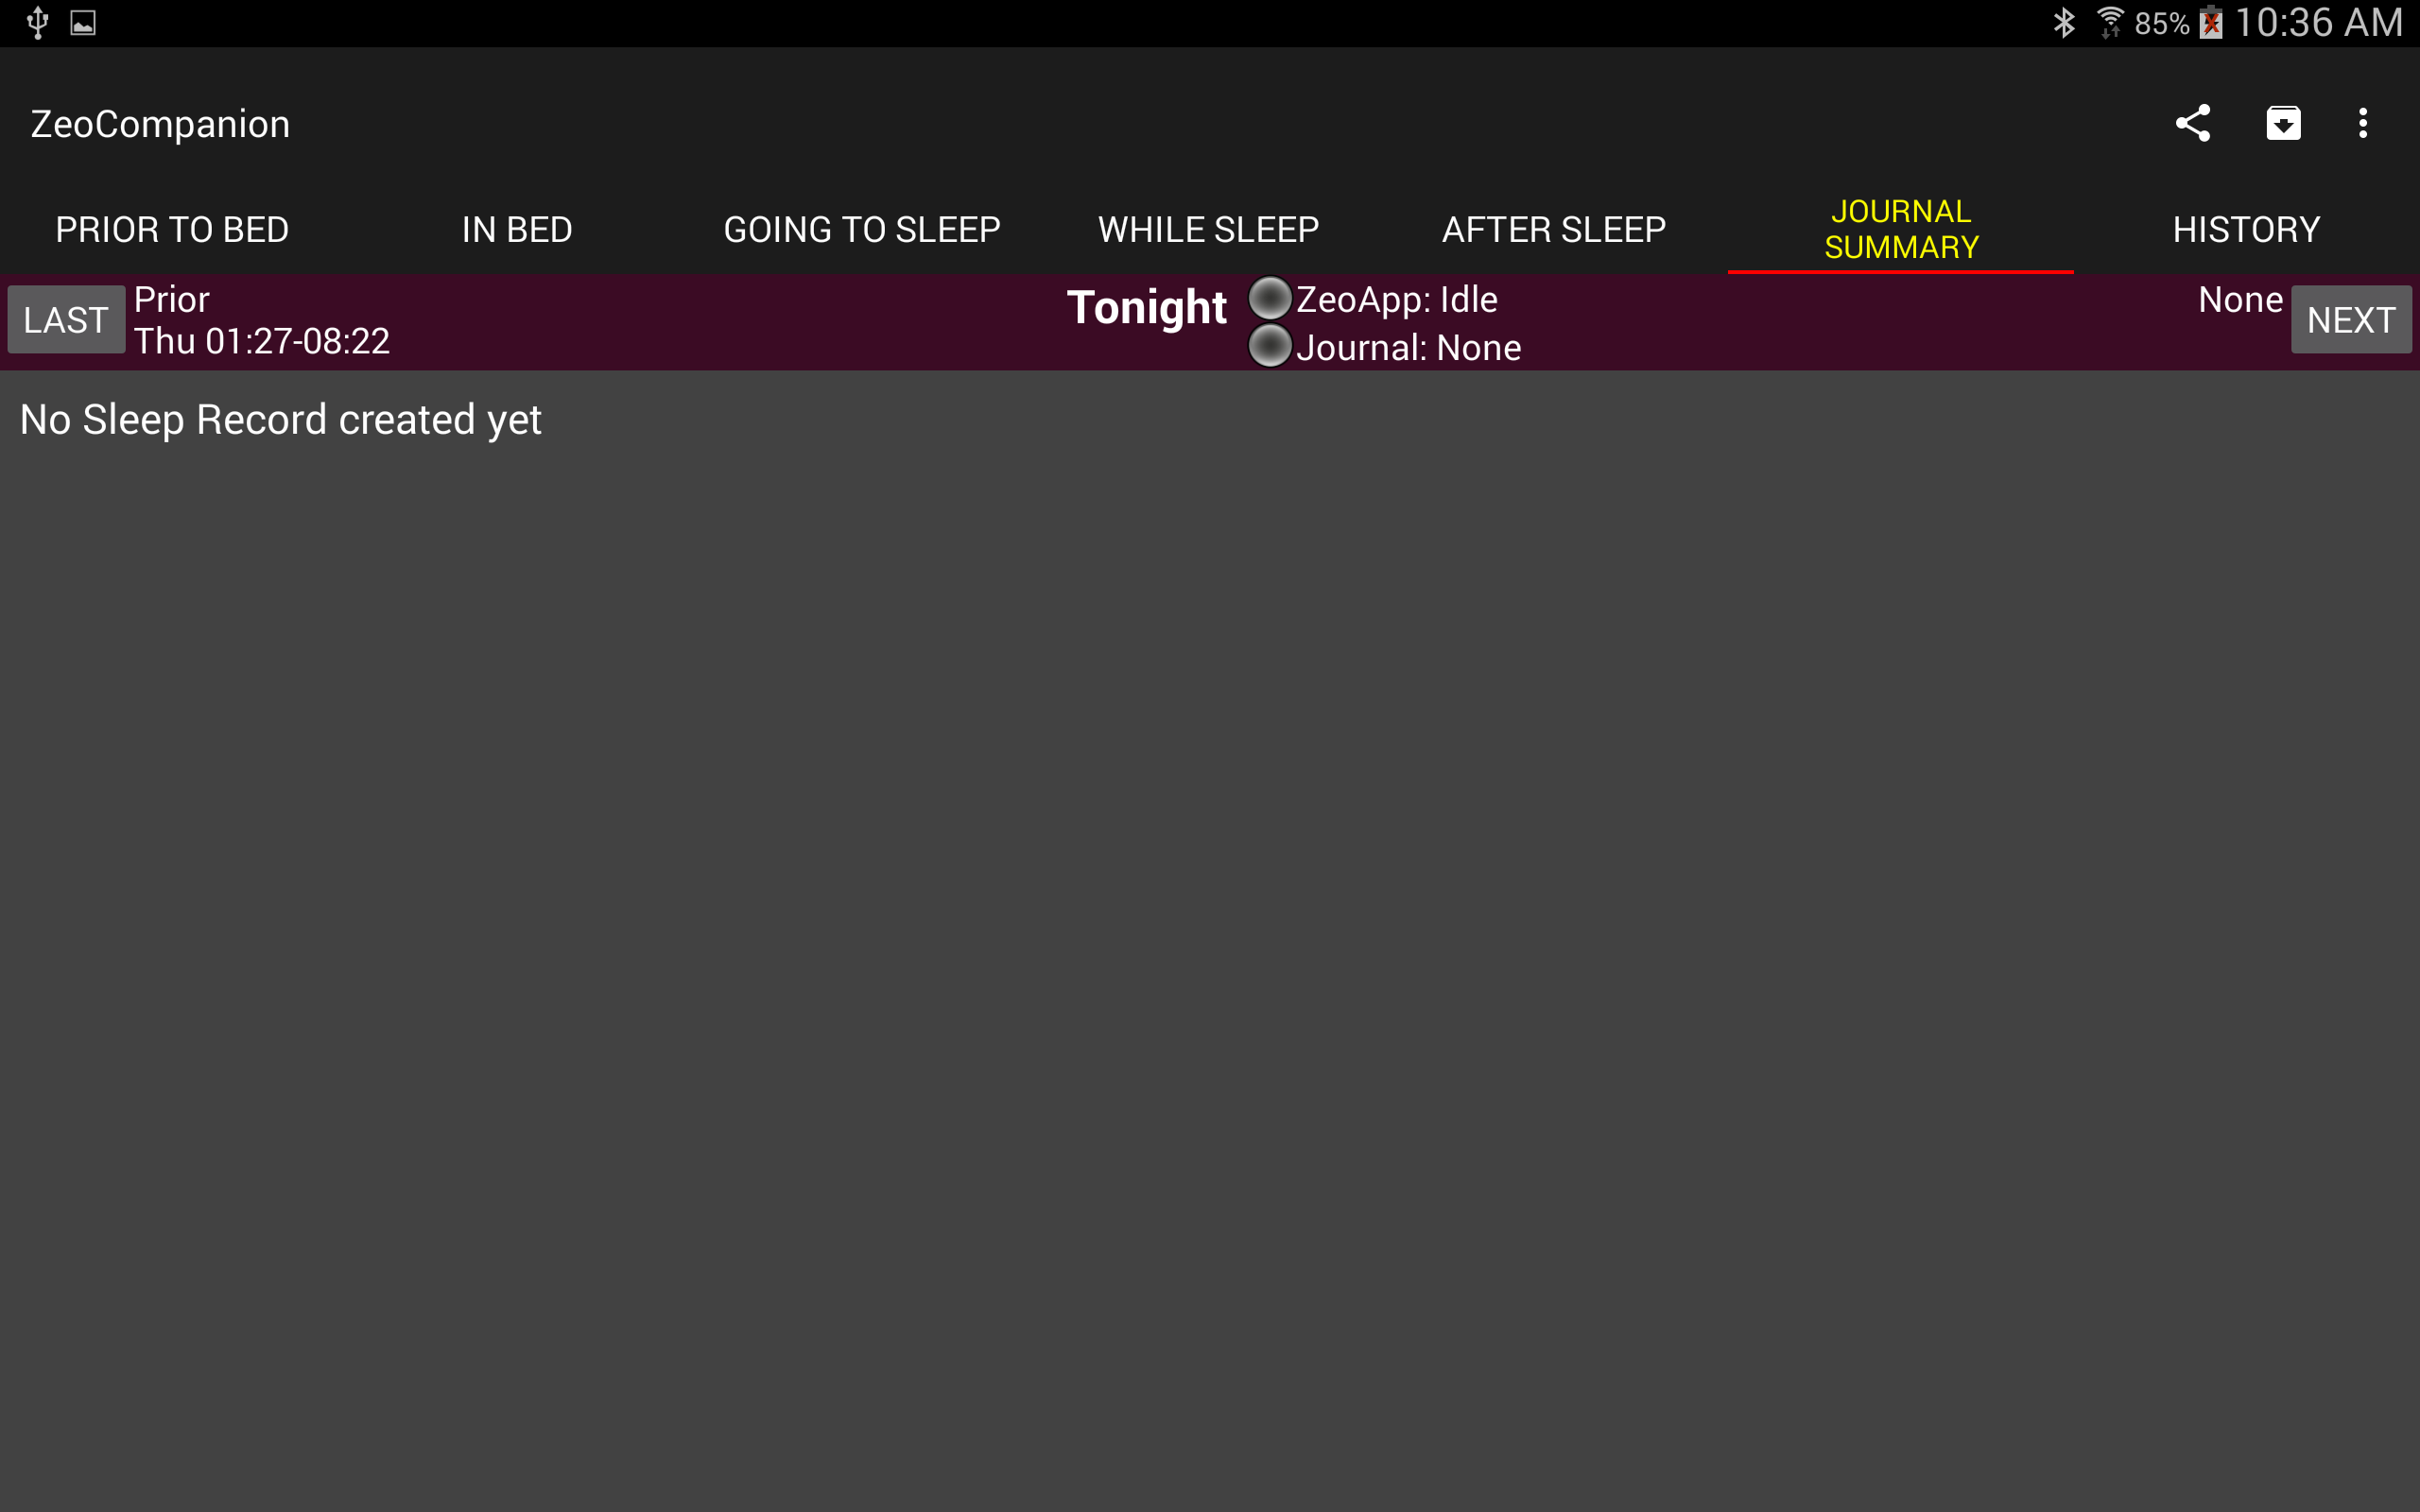 85% 10:36 AM
ZeoCompanion
PRIOR TO BED
IN BED
GOING TO SLEEP
WHILE SLEEP
AFTER SLEEP
JOURNAL
SUMMARY
HISTORY
LAST
Prior
Thu 01:27-08:22
Tonight
ZeoApp: Idle
Journal: None
None
NEXT
No Sleep Record created yet